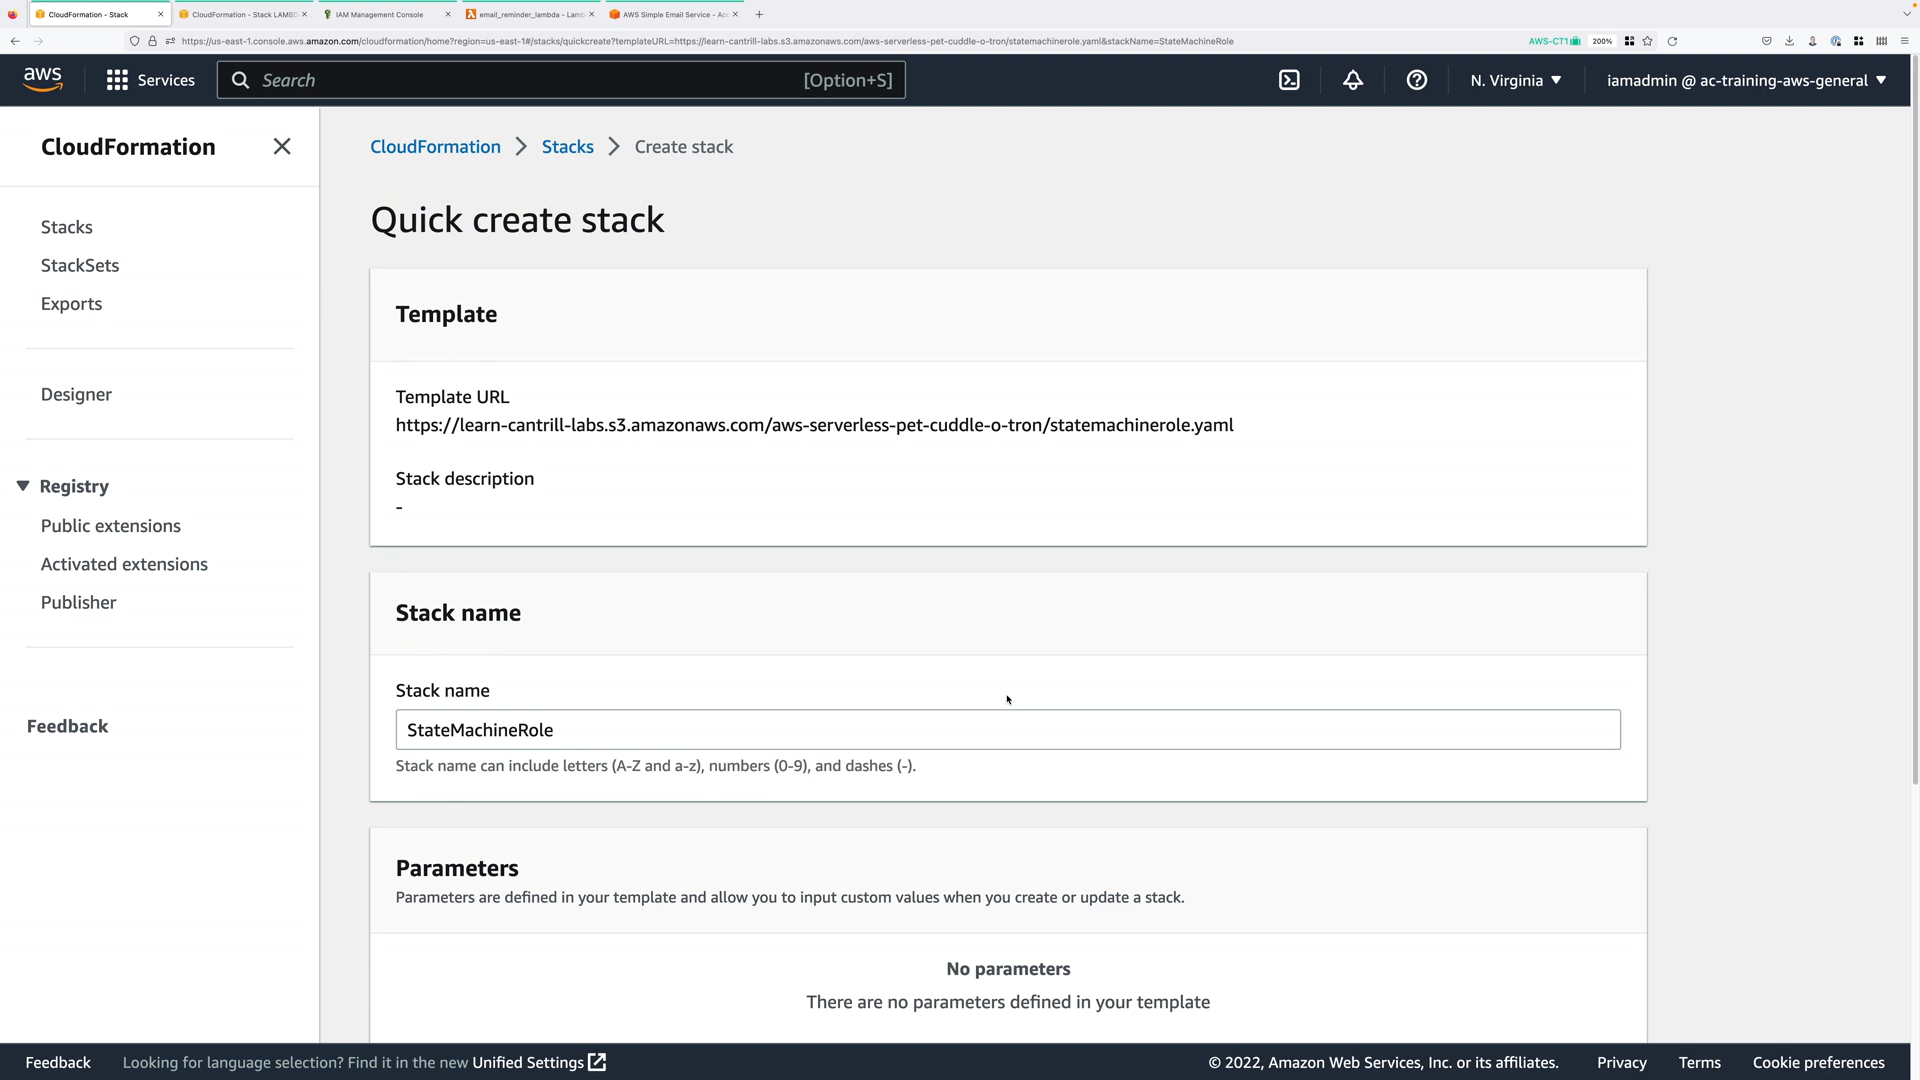 CloudFormation - Stack
CloudFormation - Stack LAMBD
IAM Management Console
email_reminder_lambda - Lamb
AWS Simple Email Service - Acc
https://us-east-1.console.aws.amazon.com/cloudformation/home?region=us-east-1#/stacks/quickcreate?templateURL=https://learn-cantrill-labs.s3.amazonaws.com/aws-serverless-pet-cuddle-o-tron/statemachinerole.yaml&stackName=StateMachineRole
AWS-CT1
200%
aws
Services
Search
[Option+S]
N. Virginia
iamadmin @ ac-training-aws-general
CloudFormation
Stacks
StackSets
Exports
Designer
Registry
Public extensions
Activated extensions
Publisher
Feedback
CloudFormation > Stacks > Create stack
Quick create stack
Template
Template URL
https://learn-cantrill-labs.s3.amazonaws.com/aws-serverless-pet-cuddle-o-tron/statemachinerole.yaml
Stack description
-
Stack name
Stack name
StateMachineRole
Stack name can include letters (A-Z and a-z), numbers (0-9), and dashes (-).
Parameters
Parameters are defined in your template and allow you to input custom values when you create or update a stack.
No parameters
There are no parameters defined in your template
Feedback
Looking for language selection? Find it in the new Unified Settings
© 2022, Amazon Web Services, Inc. or its affiliates.
Privacy
Terms
Cookie preferences